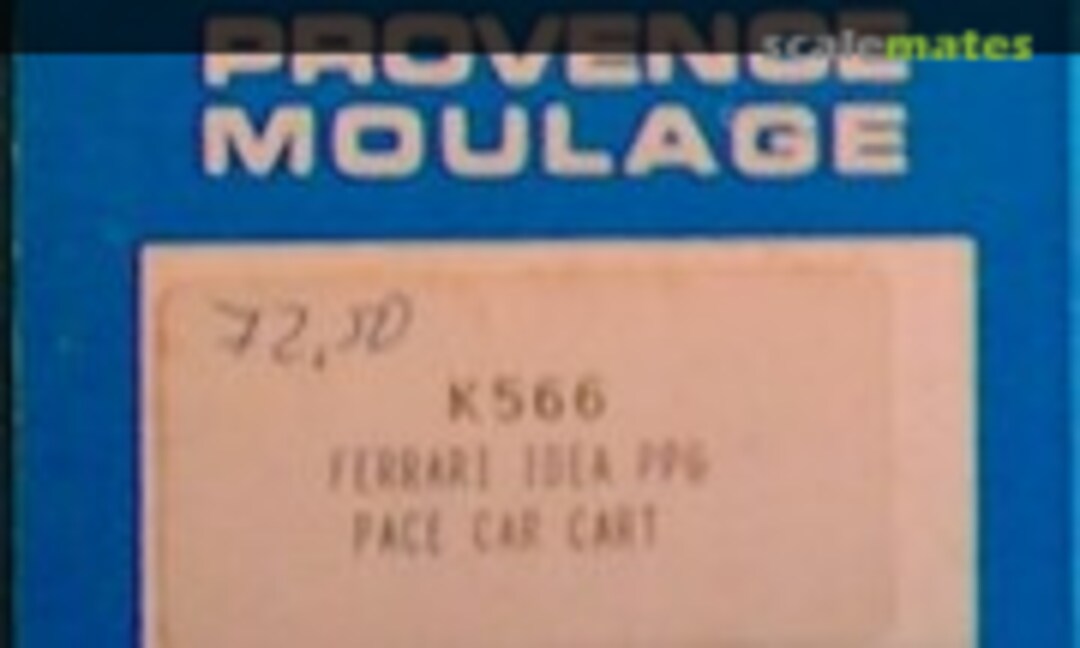 scalemates
PROVENCE
MOULAGE
72,50
K566
FERRARI IDEA PPG
PACE CAR CART